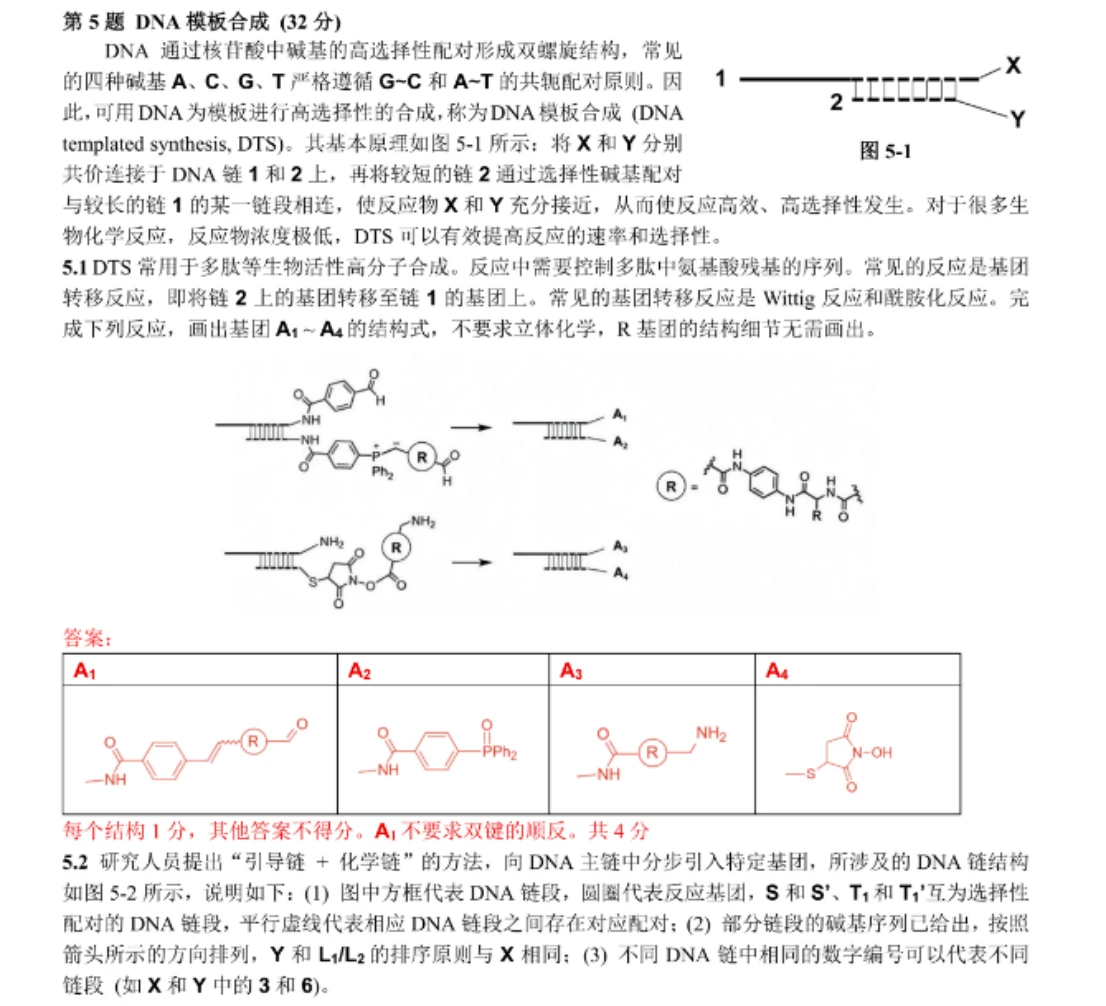 第 5 题 DNA 模板合成 (32 分)
DNA 通过核苷酸中碱基的高选择性配对形成双螺旋结构，常见
的四种碱基 A、C、G、T 严格遵循 G~C 和 A~T 的共轭配对原则。因
此，可用DNA为模板进行高选择性的合成，称为DNA模板合成 (DNA
templated synthesis, DTS)。其基本原理如图 5-1 所示：将 X 和 Y 分别
共价连接于 DNA 链 1 和 2 上，再将较短的链 2 通过选择性碱基配对
1
2
X
Y
图 5-1
与较长的链 1 的某一链段相连，使反应物 X 和 Y 充分接近，从而使反应高效、高选择性发生。对于很多生
物化学反应，反应物浓度极低，DTS 可以有效提高反应的速率和选择性。
5.1 DTS 常用于多肽等生物活性高分子合成。反应中需要控制多肽中氨基酸残基的序列。常见的反应是基团
转移反应，即将链 2 上的基团转移至链 1 的基团上。常见的基团转移反应是 Wittig 反应和酰胺化反应。完
成下列反应，画出基团 A₁ ~ A₄ 的结构式，不要求立体化学，R 基团的结构细节无需画出。
O
O
H
NH
NH
O
P
+
-
Ph₂
R
O
H
A₁
A₂
R =
H
N
O
N
H
O
R
H
N
O
NH₂
S
O
N
O
O
O
R
NH₂
A₃
A₄
答案：
A₁ A₂ A₃ A₄
O
NH
R
O
O
NH
O
PPh₂
O
NH
R
NH₂
O
N-OH
S
O
每个结构 1 分，其他答案不得分。A₁ 不要求双键的顺反。共 4 分
5.2 研究人员提出“引导链 + 化学链”的方法，向 DNA 主链中分步引入特定基团，所涉及的 DNA 链结构
如图 5-2 所示，说明如下：(1) 图中方框代表 DNA 链段，圆圈代表反应基团，S 和 S'、T₁ 和 T₁'互为选择性
配对的 DNA 链段，平行虚线代表相应 DNA 链段之间存在对应配对；(2) 部分链段的碱基序列已给出，按照
箭头所示的方向排列，Y 和 L₁/L₂ 的排序原则与 X 相同；(3) 不同 DNA 链中相同的数字编号可以代表不同
链段 (如 X 和 Y 中的 3 和 6)。